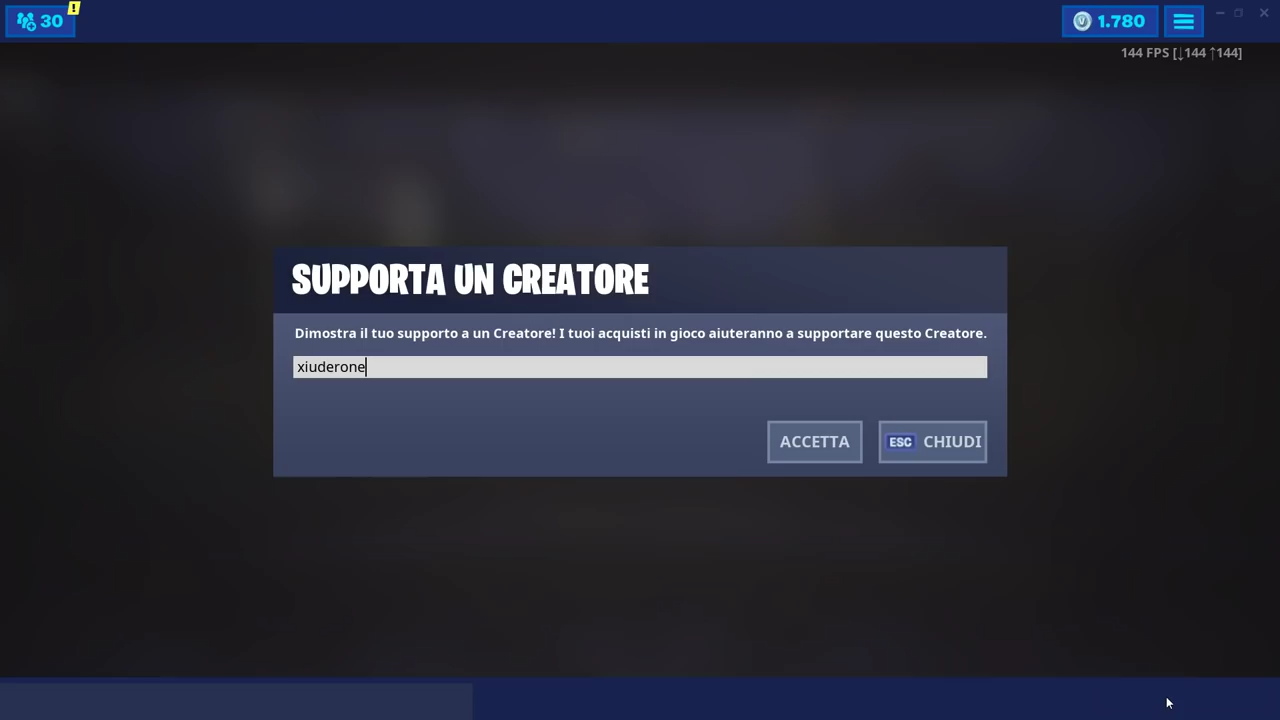 30
!
1.780
144 FPS [↓144 ↑144]
SUPPORTA UN CREATORE
Dimostra il tuo supporto a un Creatore! I tuoi acquisti in gioco aiuteranno a supportare questo Creatore.
xiuderone
ACCETTA
ESC CHIUDI